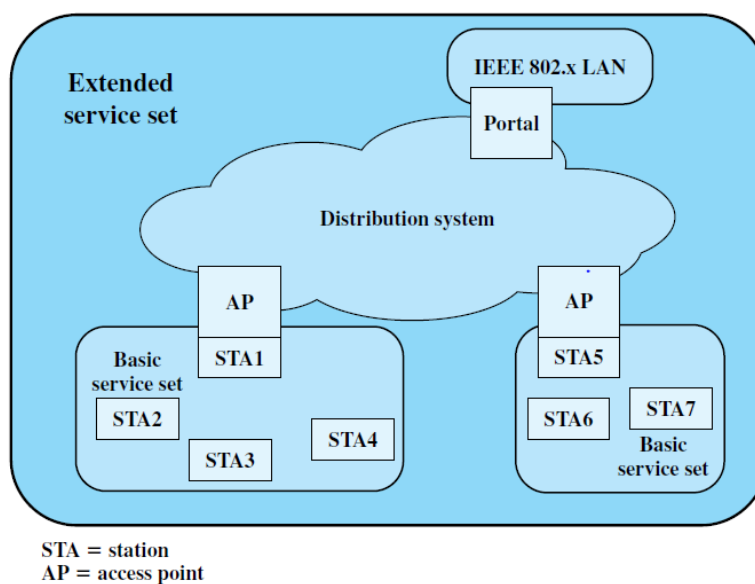 Extended
service set
IEEE 802.x LAN
Portal
Distribution system
AP
STA1
Basic
service set
STA2
STA3
STA4
AP
STA5
STA6
STA7
Basic
service set
STA = station
AP = access point